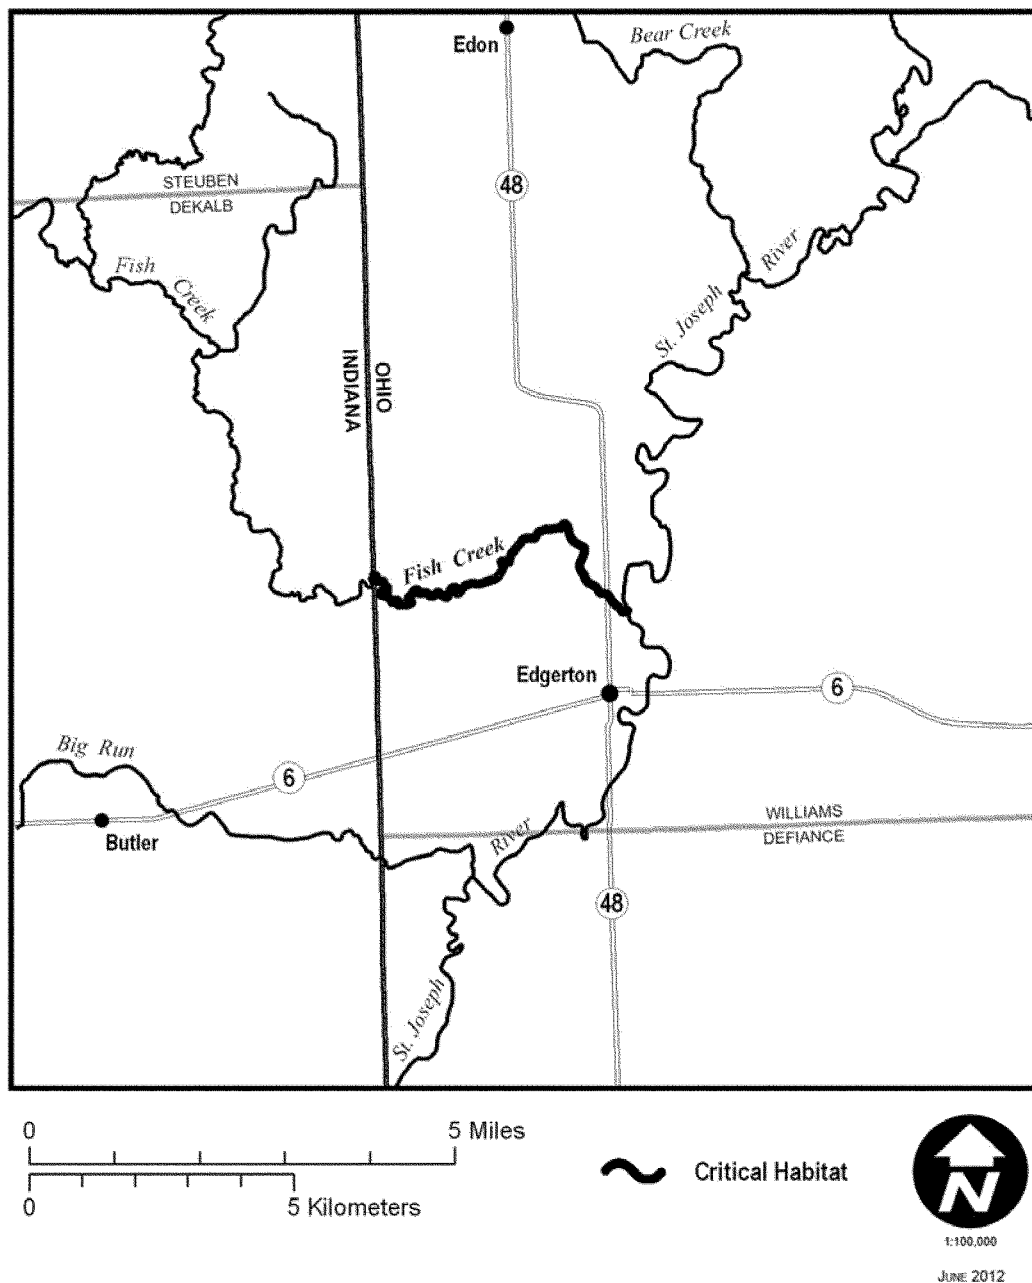 Edon
Bear Creek
STEUBEN
DEKALB
48
River
Fish
Creek
St. Joseph
OHIO
INDIANA
Fish Creek
Edgerton
6
Big Run
6
Butler
WILLIAMS
DEFIANCE
River
48
St. Joseph
0 5 Miles
0 5 Kilometers
Critical Habitat
N
1:100,000
JUNE 2012